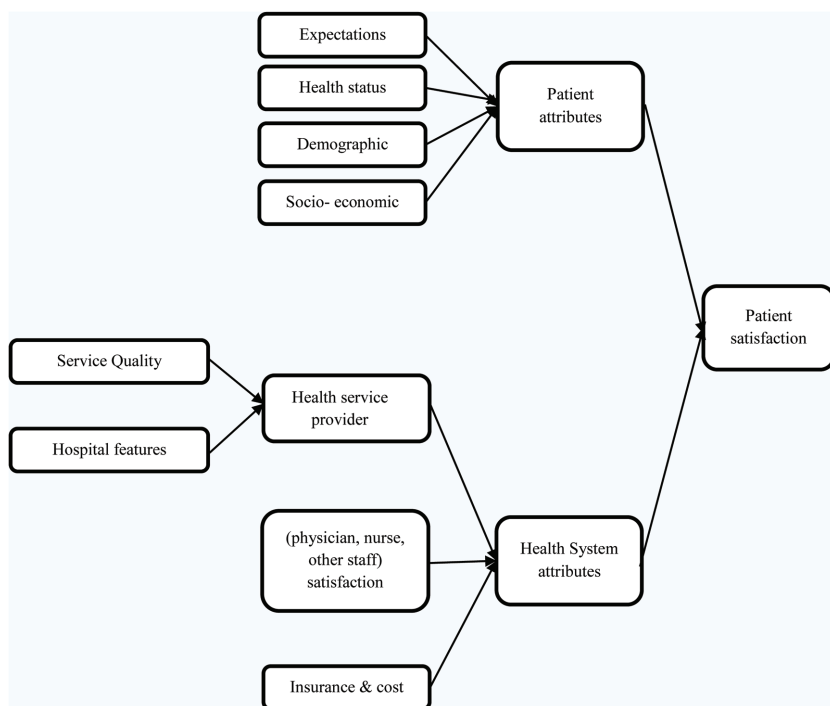 Expectations
Health status
Demographic
Socio- economic
Patient
attributes
Patient
satisfaction
Service Quality
Hospital features
Health service
provider
(physician, nurse,
other staff)
satisfaction
Insurance & cost
Health System
attributes